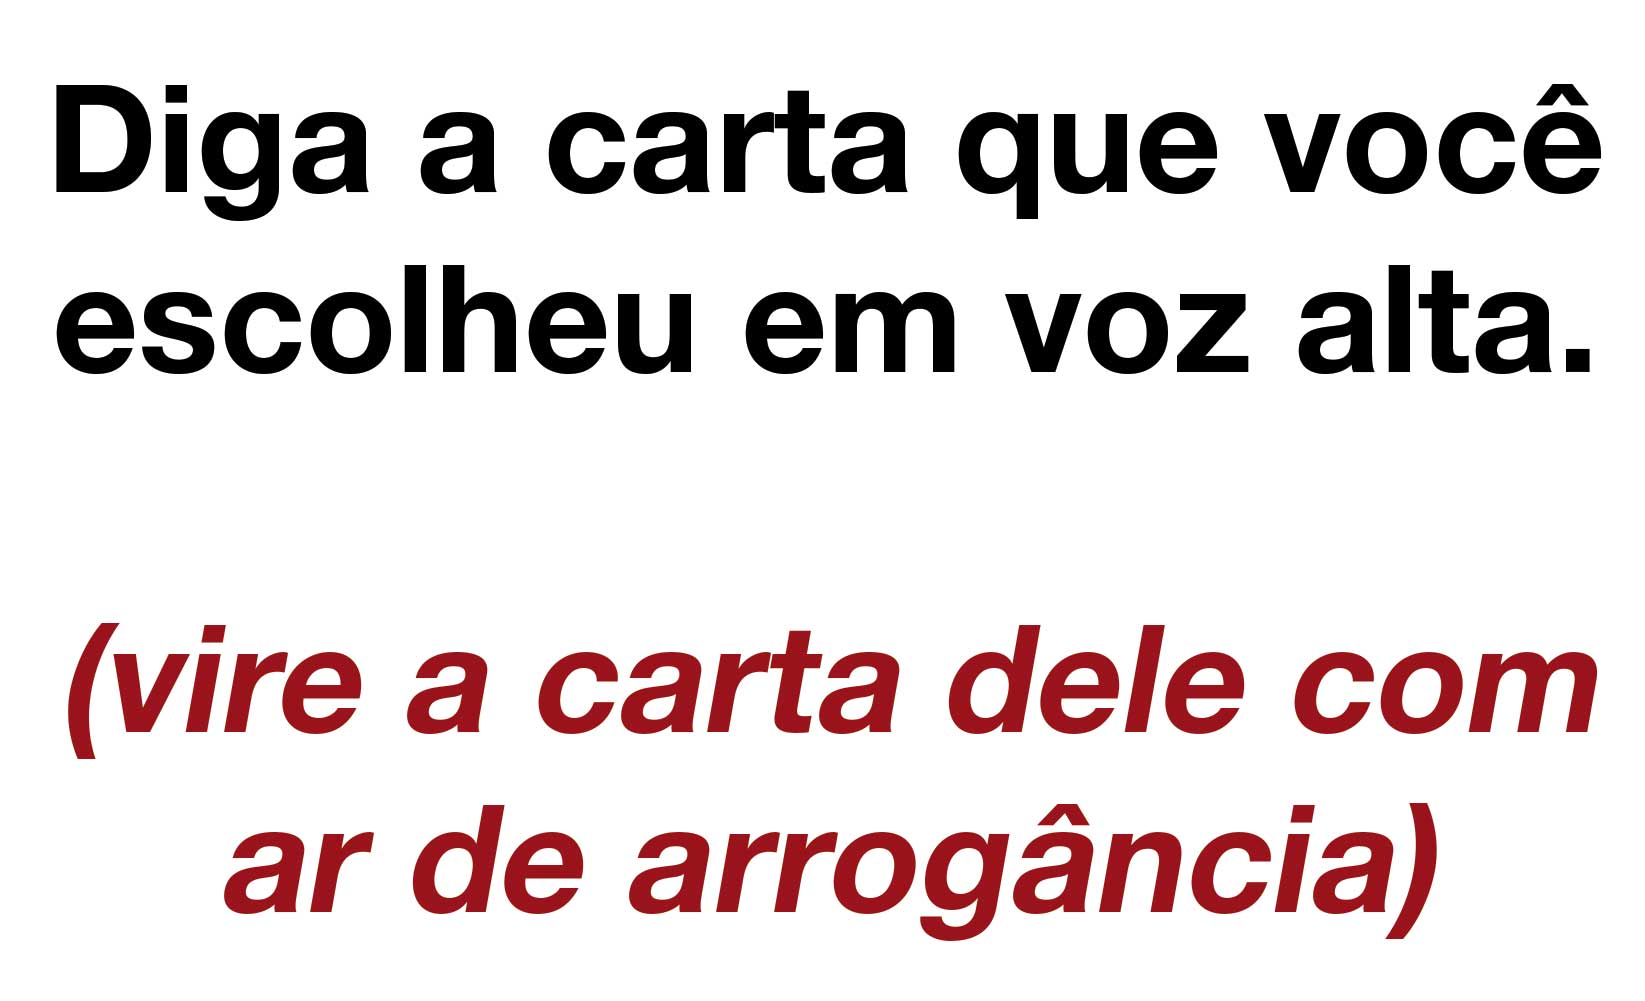 Diga a carta que você
escolheu em voz alta.
(vire a carta dele com
ar de arrogância)